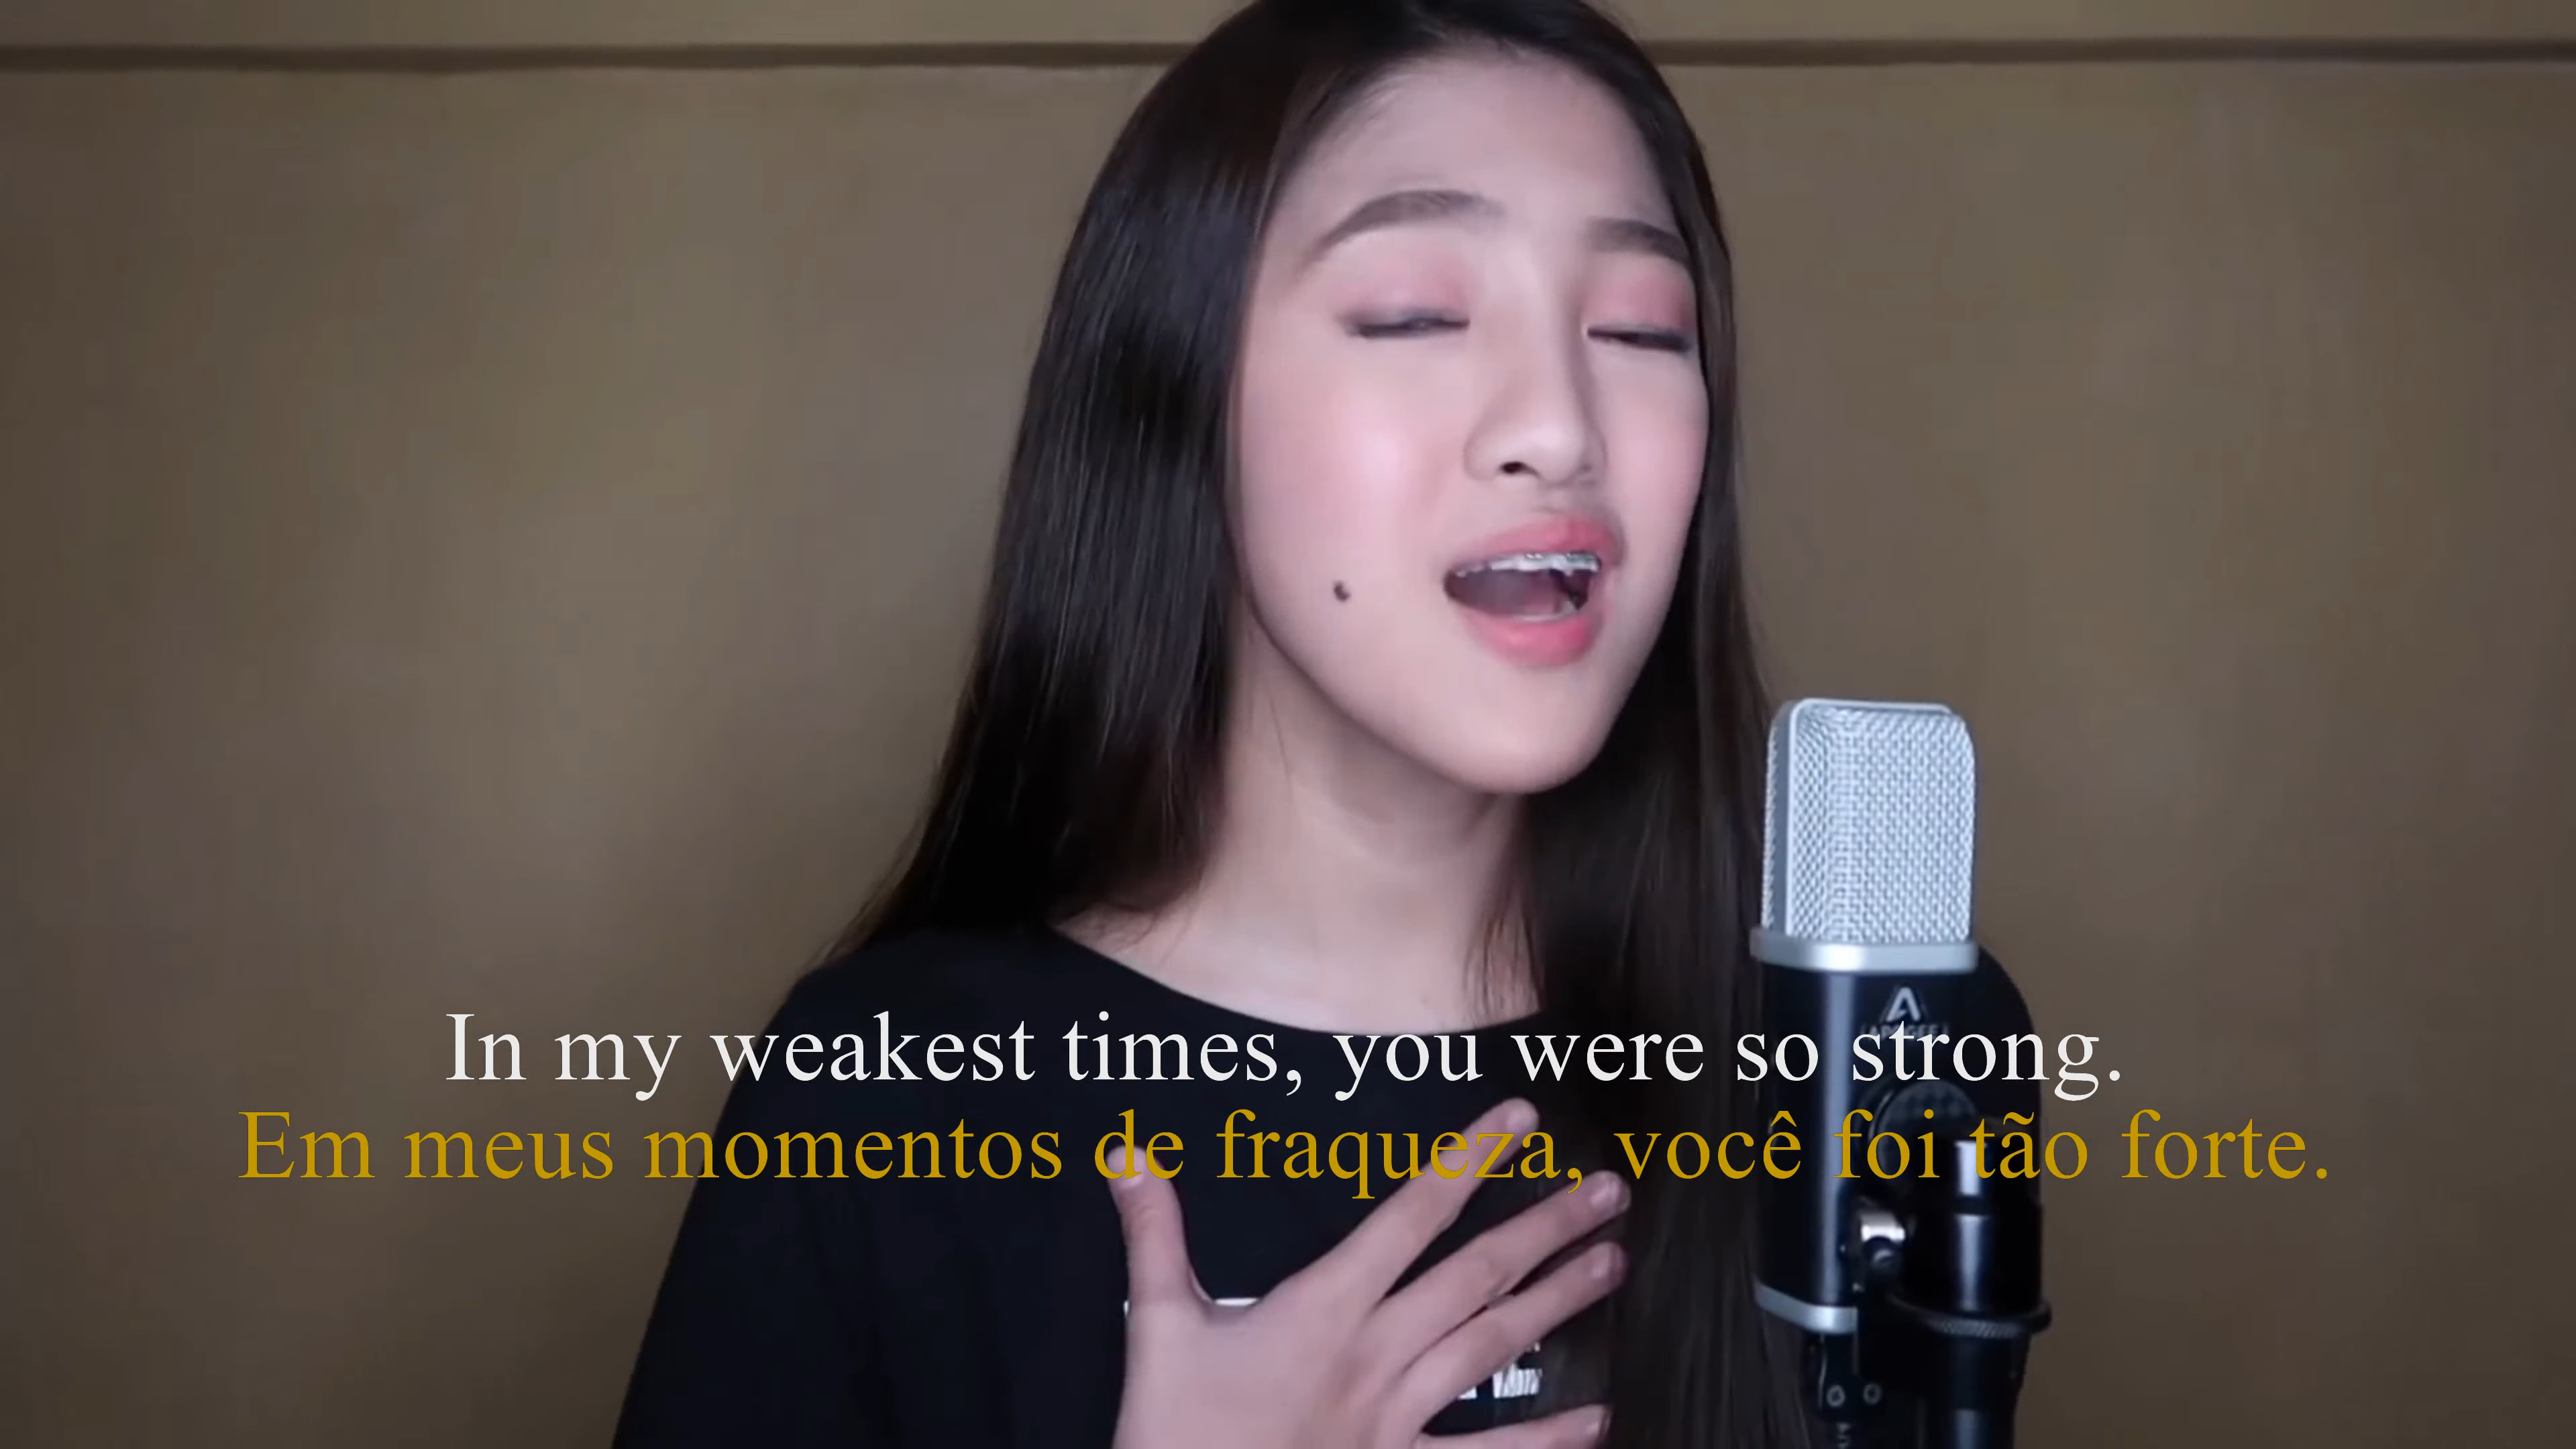 In my weakest times, you were so strong.
Em meus momentos de fraqueza, você foi tão forte.